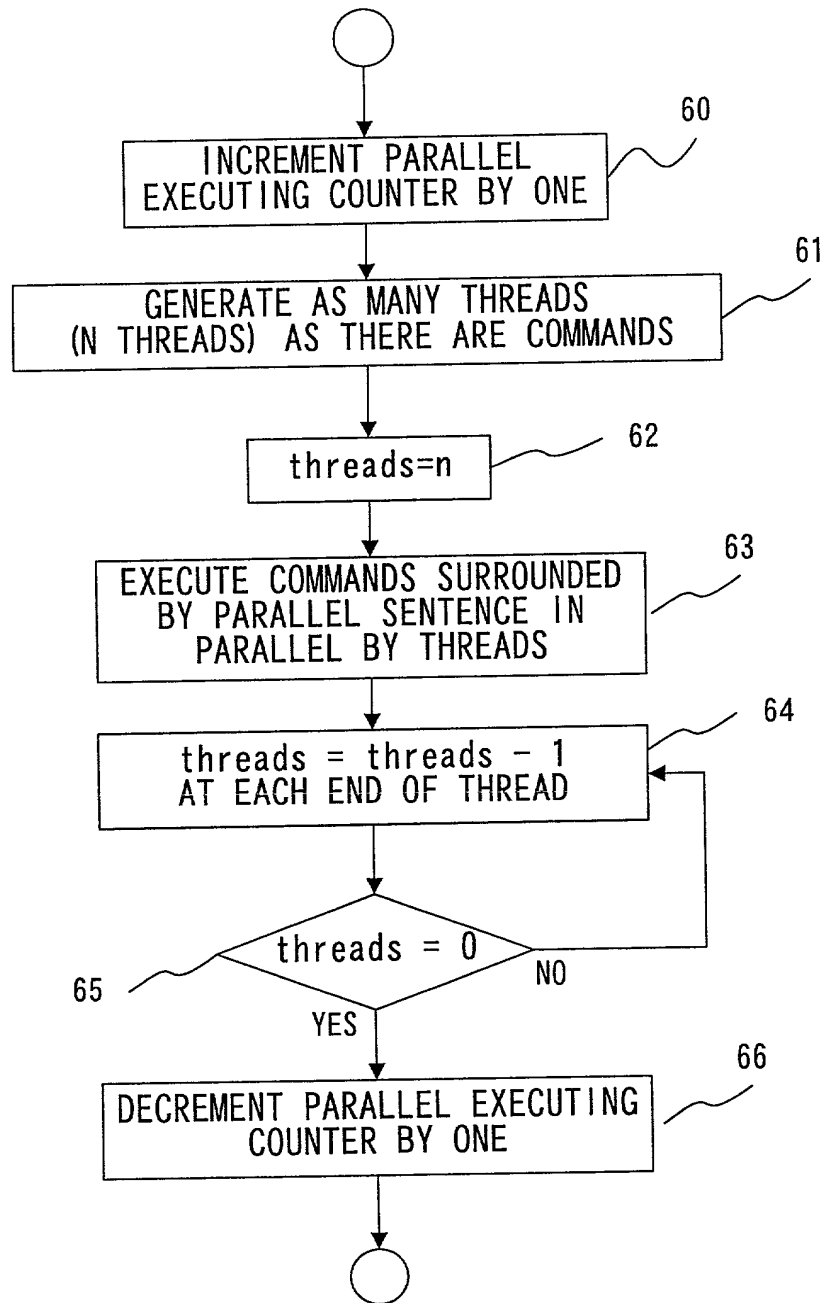 60
INCREMENT PARALLEL
EXECUTING COUNTER BY ONE
61
GENERATE AS MANY THREADS
(N THREADS) AS THERE ARE COMMANDS
62
threads=n
63
EXECUTE COMMANDS SURROUNDED
BY PARALLEL SENTENCE IN
PARALLEL BY THREADS
64
threads = threads - 1
AT EACH END OF THREAD
threads = 0
65
NO
YES
66
DECREMENT PARALLEL EXECUTING
COUNTER BY ONE